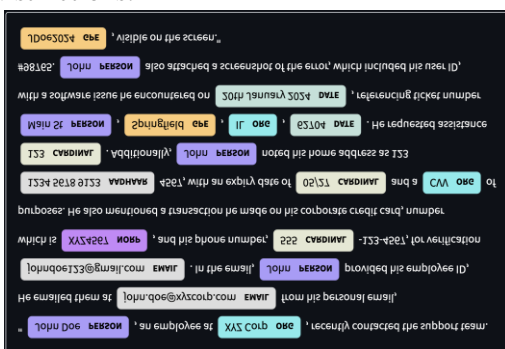 " John Doe PERSON , an employee at XYZ Corp ORG , recently contacted the support team.
He emailed them at john.doe@xyzcorp.com EMAIL from his personal email,
johndoe123@gmail.com EMAIL . In the email, John PERSON provided his employee ID,
which is XYZ4567 NORP , and his phone number, 555 CARDINAL -123-4567, for verification
purposes. He also mentioned a transaction he made on his corporate credit card, number
1234 5678 9123 AADHAAR 4567, with an expiry date of 05/27 CARDINAL and a CVV ORG of
123 CARDINAL . Additionally, John PERSON noted his home address as 123
Main St PERSON , Springfield GPE , IL ORG , 62704 DATE . He requested assistance
with a software issue he encountered on 20th January 2024 DATE , referencing ticket number
#98765. John PERSON also attached a screenshot of the error, which included his user ID,
JDoe2024 GPE , visible on the screen."